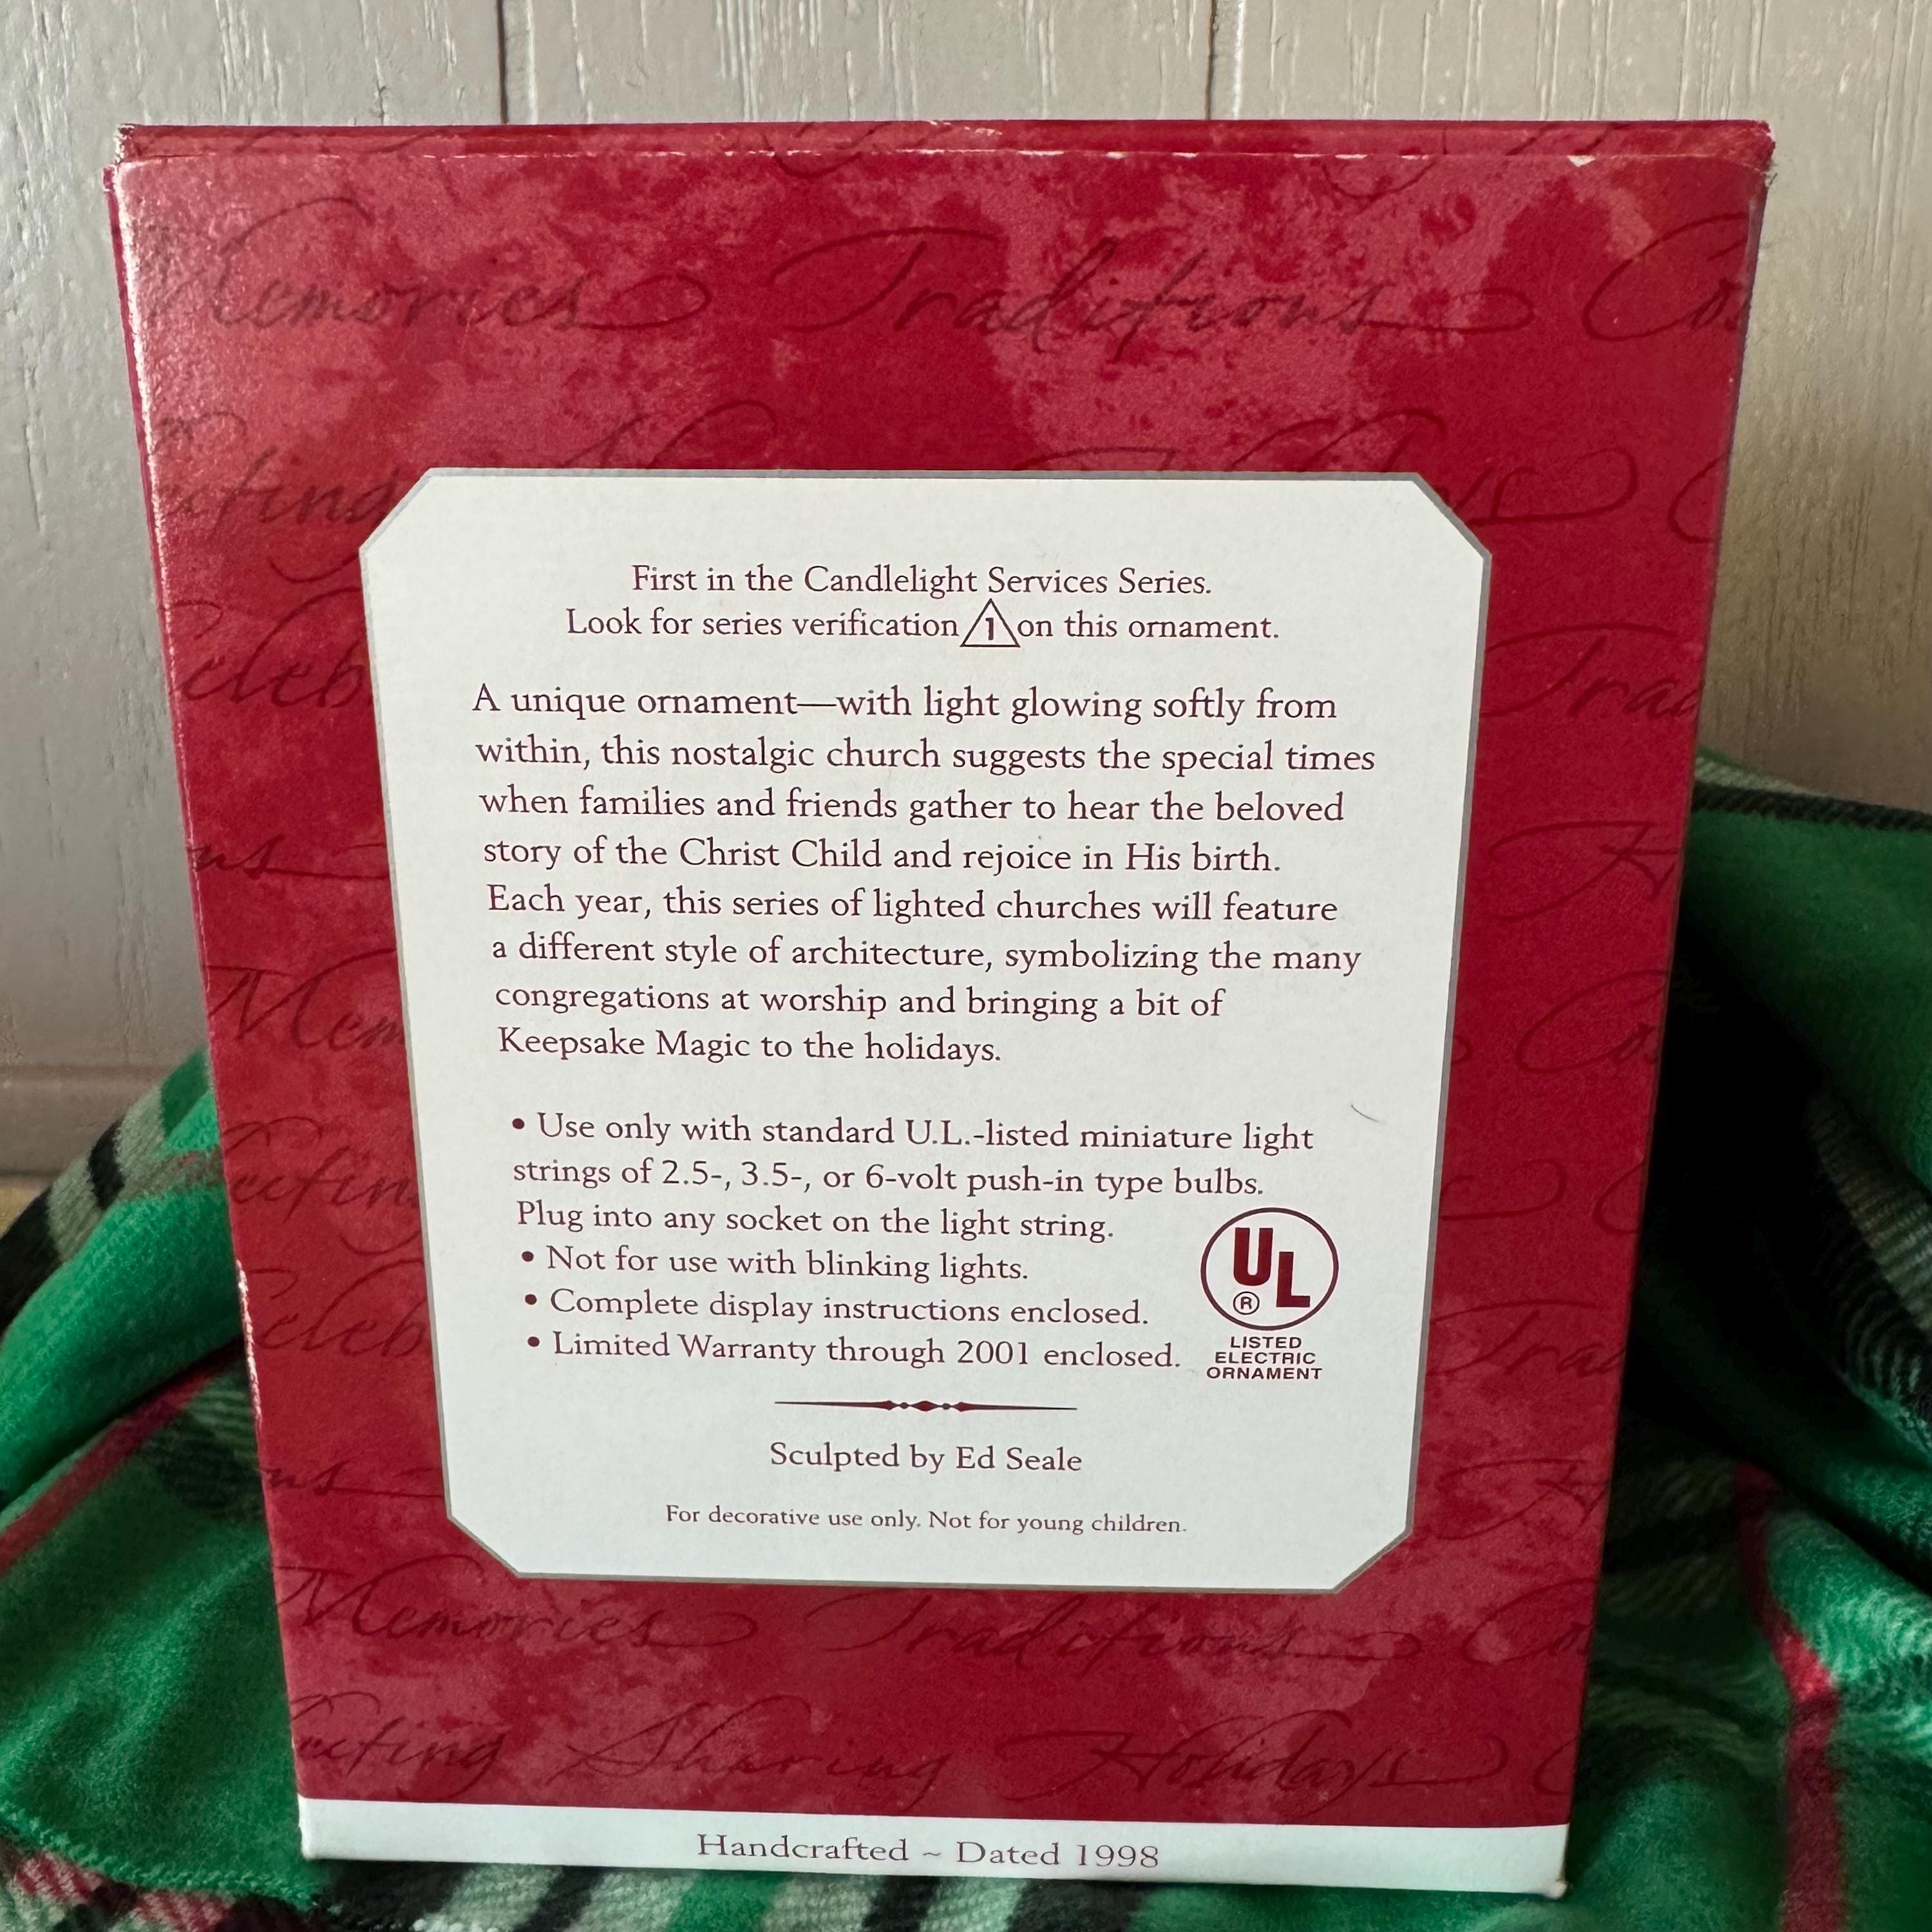 Memories Traditions Co
First in the Candlelight Services Series.
Look for series verification 1 on this ornament.
A unique ornament—with light glowing softly from
within, this nostalgic church suggests the special times
when families and friends gather to hear the beloved
story of the Christ Child and rejoice in His birth.
Each year, this series of lighted churches will feature
a different style of architecture, symbolizing the many
congregations at worship and bringing a bit of
Keepsake Magic to the holidays.
• Use only with standard U.L.-listed miniature light
strings of 2.5-, 3.5-, or 6-volt push-in type bulbs.
Plug into any socket on the light string.
• Not for use with blinking lights.
• Complete display instructions enclosed.
• Limited Warranty through 2001 enclosed.
UL
®
LISTED
ELECTRIC
ORNAMENT
Sculpted by Ed Seale
For decorative use only. Not for young children.
Memories Traditions Co
Sharing Holidays
Handcrafted ~ Dated 1998